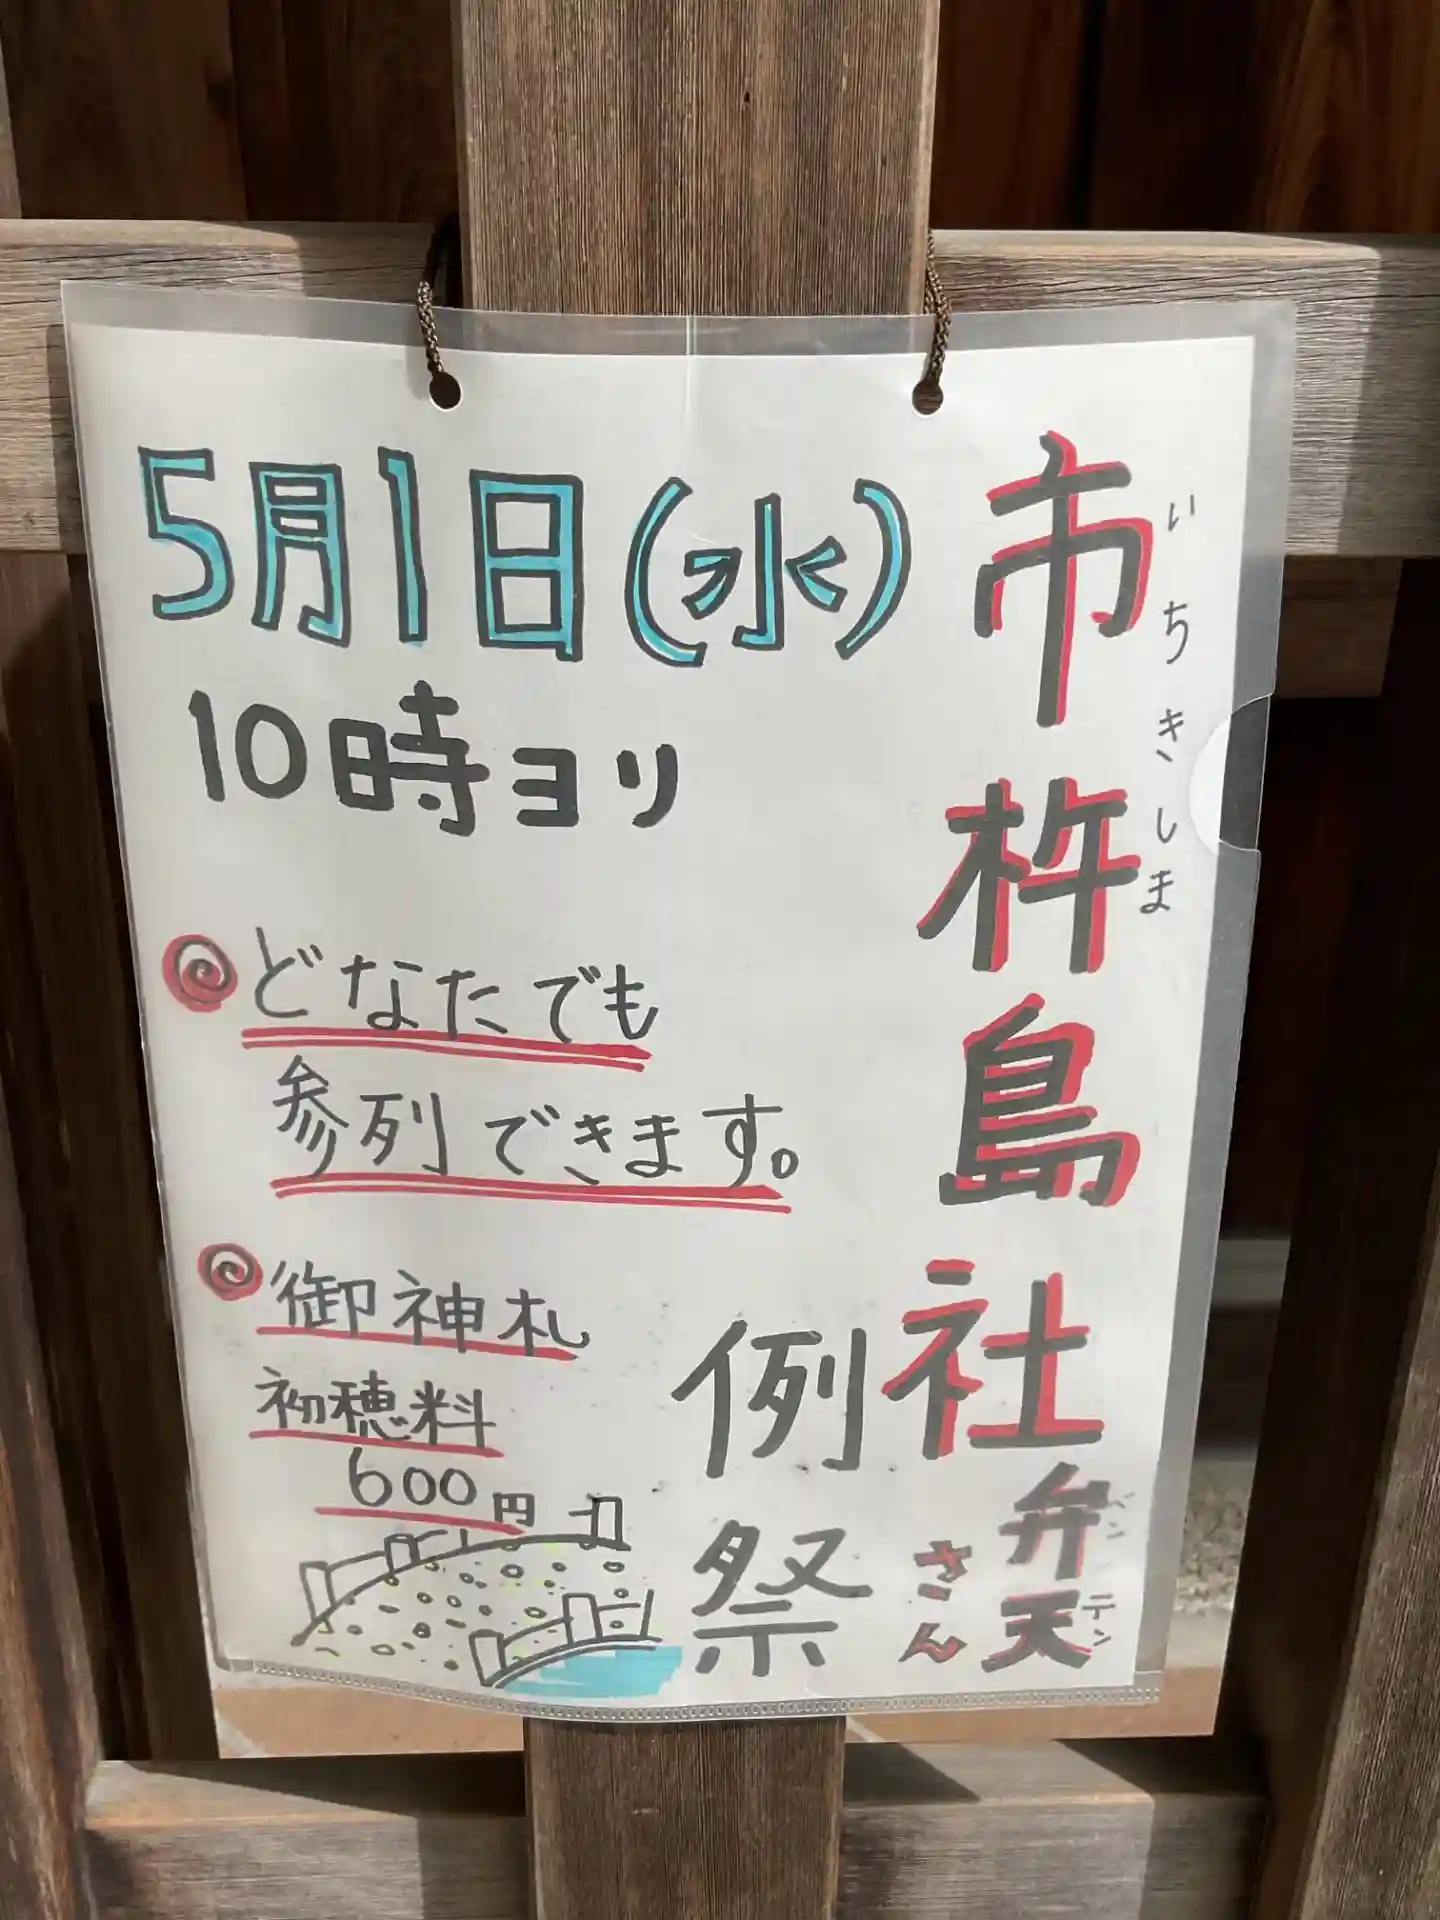 市杵島社
いちきしま
弁天さん
ベンテン
例祭
5月1日(水)
10時ヨリ
どなたでも
参列できます。
御神札
初穂料
600円